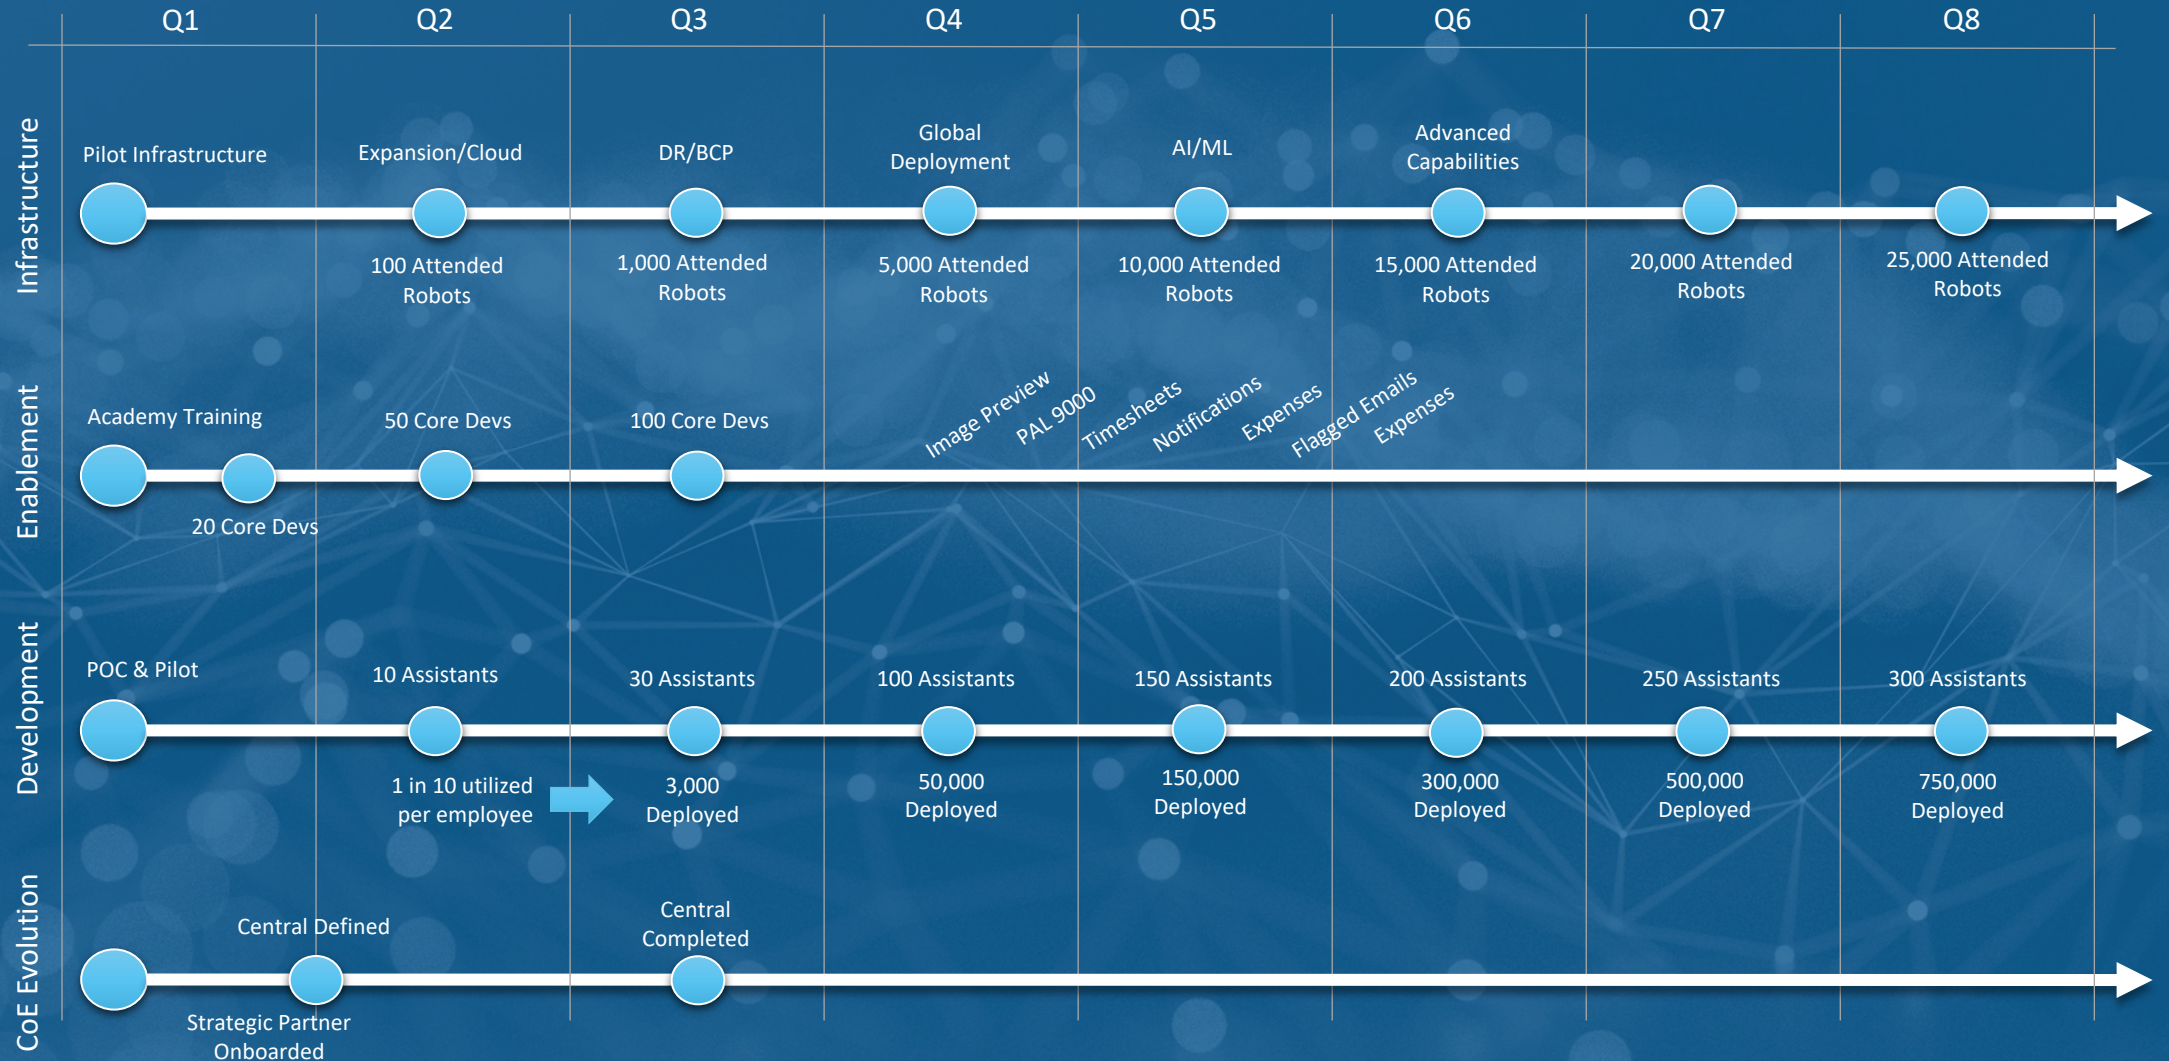 Q1
Q2
Q3
Q4
Q5
Q6
Q7
Q8
Infrastructure
Pilot Infrastructure
Expansion/Cloud
DR/BCP
Global
Deployment
AI/ML
Advanced
Capabilities
100 Attended
Robots
1,000 Attended
Robots
5,000 Attended
Robots
10,000 Attended
Robots
15,000 Attended
Robots
20,000 Attended
Robots
25,000 Attended
Robots
Enablement
Academy Training
20 Core Devs
50 Core Devs
100 Core Devs
Image Preview
PAL 9000
Timesheets
Notifications
Expenses
Flagged Emails
Expenses
Development
POC & Pilot
10 Assistants
30 Assistants
100 Assistants
150 Assistants
200 Assistants
250 Assistants
300 Assistants
1 in 10 utilized
per employee
3,000
Deployed
50,000
Deployed
150,000
Deployed
300,000
Deployed
500,000
Deployed
750,000
Deployed
CoE Evolution
Central Defined
Strategic Partner
Onboarded
Central
Completed